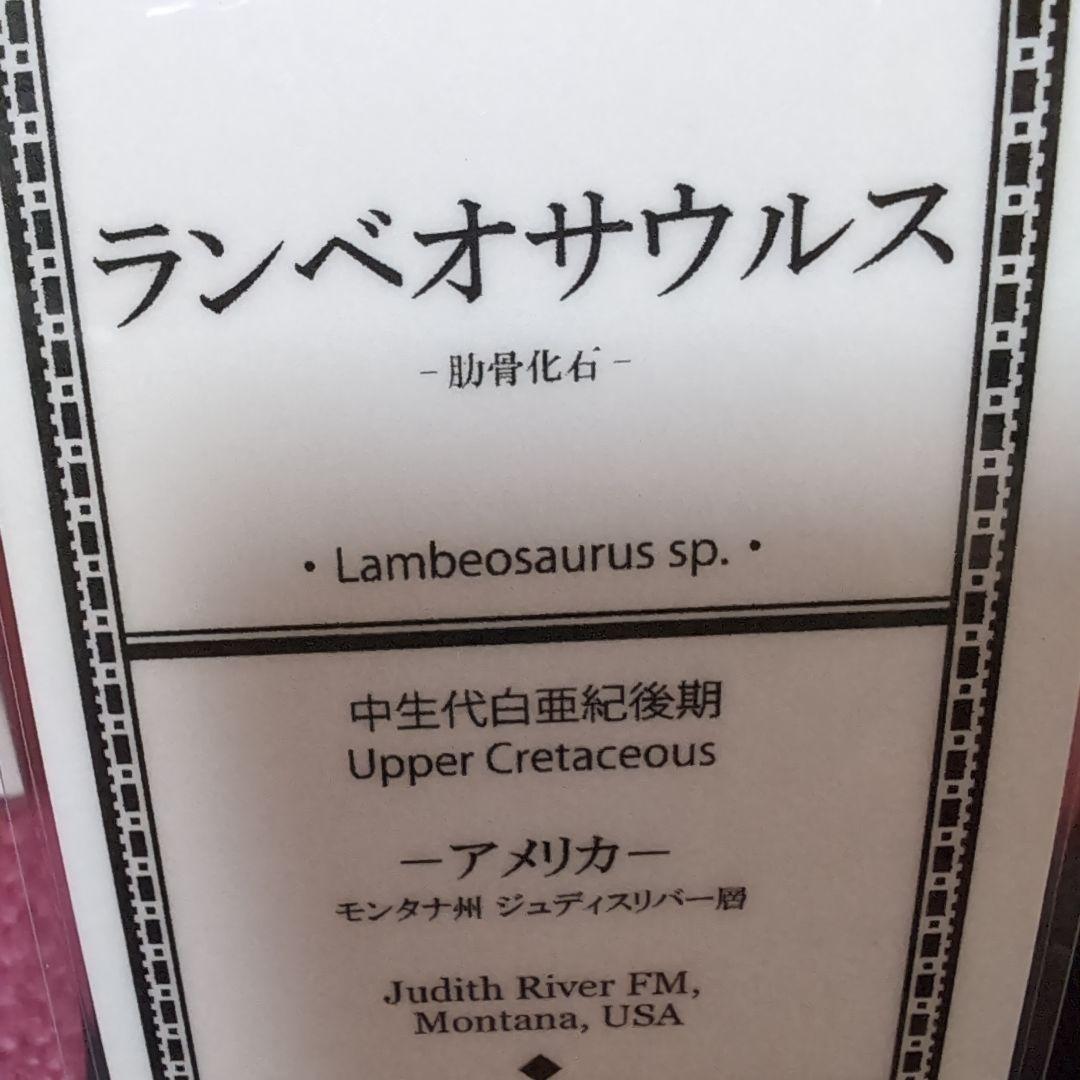 ランベオサウルス
-肋骨化石-
・Lambeosaurus sp.・
中生代白亜紀後期
Upper Cretaceous
－アメリカ－
モンタナ州 ジュディスリバー層
Judith River FM,
Montana, USA